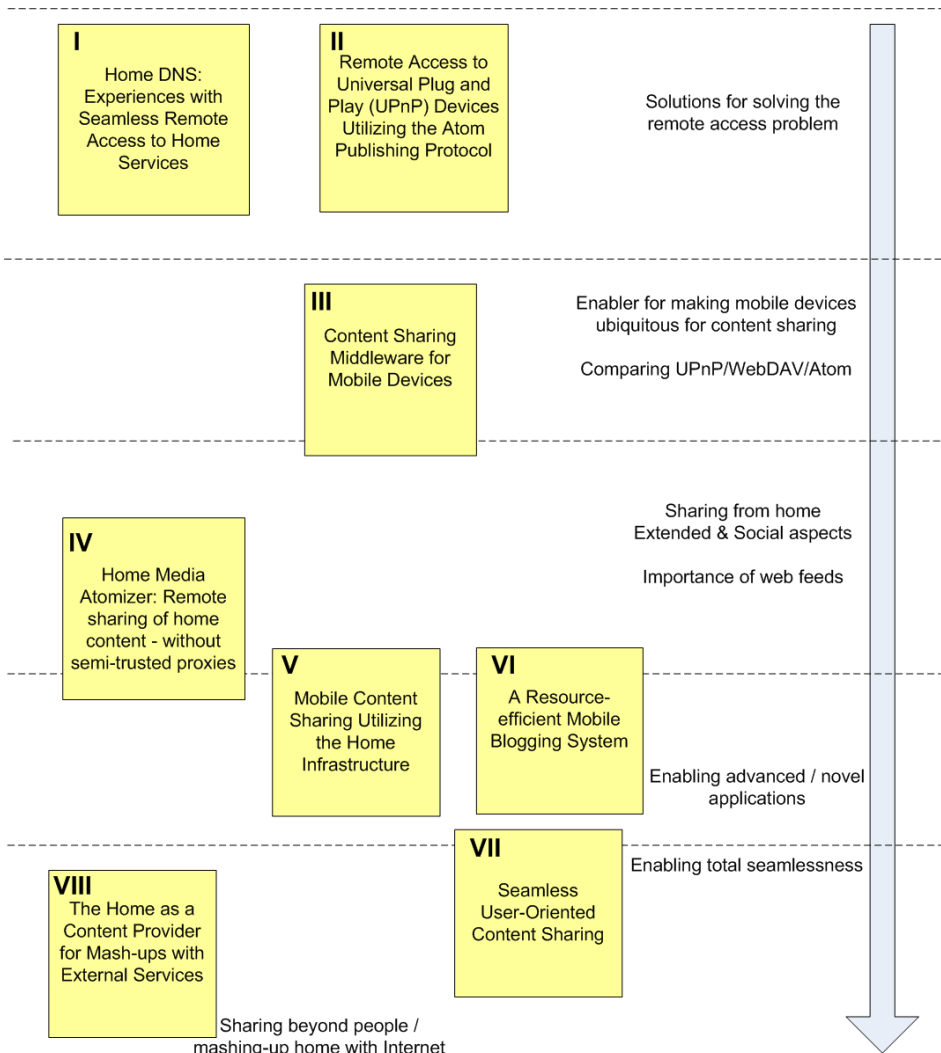 I
Home DNS:
Experiences with
Seamless Remote
Access to Home
Services
II
Remote Access to
Universal Plug and
Play (UPnP) Devices
Utilizing the Atom
Publishing Protocol
Solutions for solving the
remote access problem
III
Content Sharing
Middleware for
Mobile Devices
Enabler for making mobile devices
ubiquitous for content sharing
Comparing UPnP/WebDAV/Atom
Sharing from home
Extended & Social aspects
Importance of web feeds
IV
Home Media
Atomizer: Remote
sharing of home
content - without
semi-trusted proxies
V
Mobile Content
Sharing Utilizing
the Home
Infrastructure
VI
A Resource-
efficient Mobile
Blogging System
Enabling advanced / novel
applications
VII
Seamless
User-Oriented
Content Sharing
Enabling total seamlessness
VIII
The Home as a
Content Provider
for Mash-ups with
External Services
Sharing beyond people /
mashing-up home with Internet